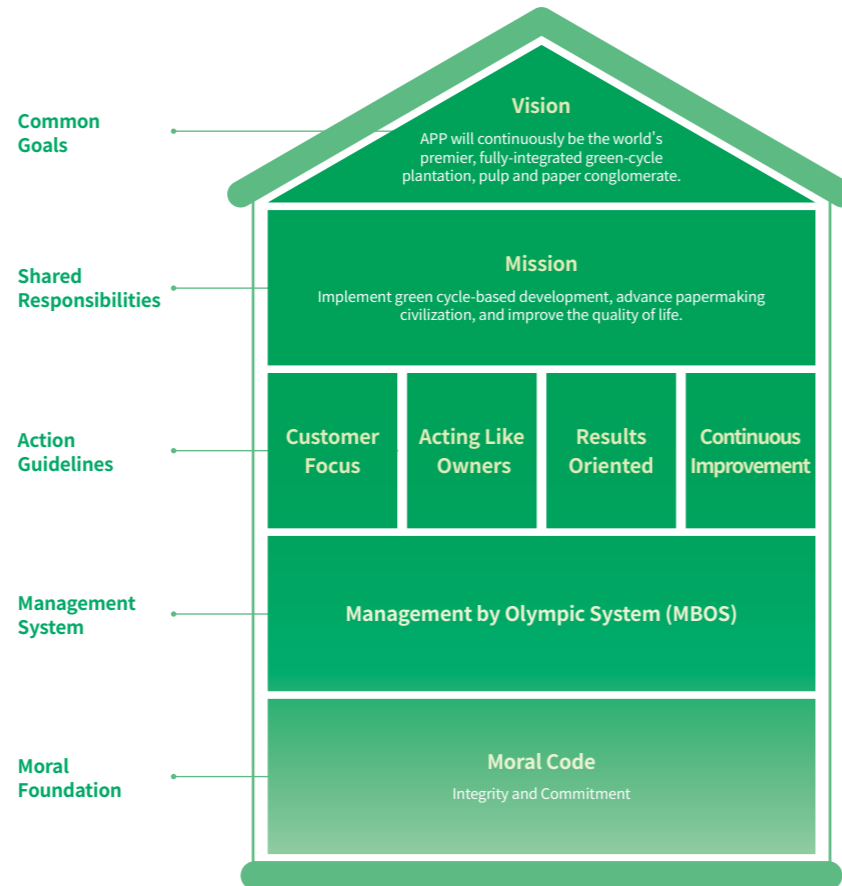 Common
Goals
Vision
APP will continuously be the world's
premier, fully-integrated green-cycle
plantation, pulp and paper conglomerate.
Shared
Responsibilities
Mission
Implement green cycle-based development, advance papermaking
civilization, and improve the quality of life.
Action
Guidelines
Customer
Focus
Acting Like
Owners
Results
Oriented
Continuous
Improvement
Management
System
Management by Olympic System (MBOS)
Moral
Foundation
Moral Code
Integrity and Commitment